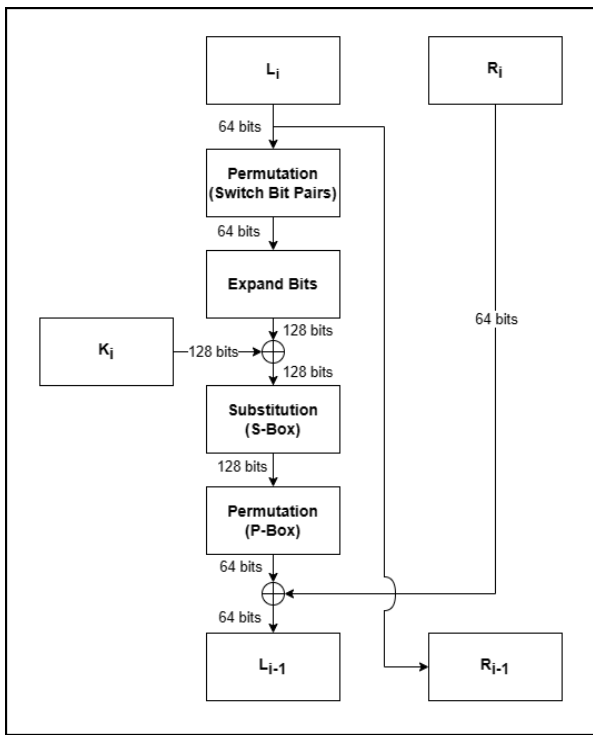 Lᵢ
Rᵢ
64 bits
Permutation
(Switch Bit Pairs)
64 bits
Expand Bits
64 bits
128 bits
Kᵢ
128 bits
128 bits
Substitution
(S-Box)
128 bits
Permutation
(P-Box)
64 bits
64 bits
Lᵢ₋₁
Rᵢ₋₁